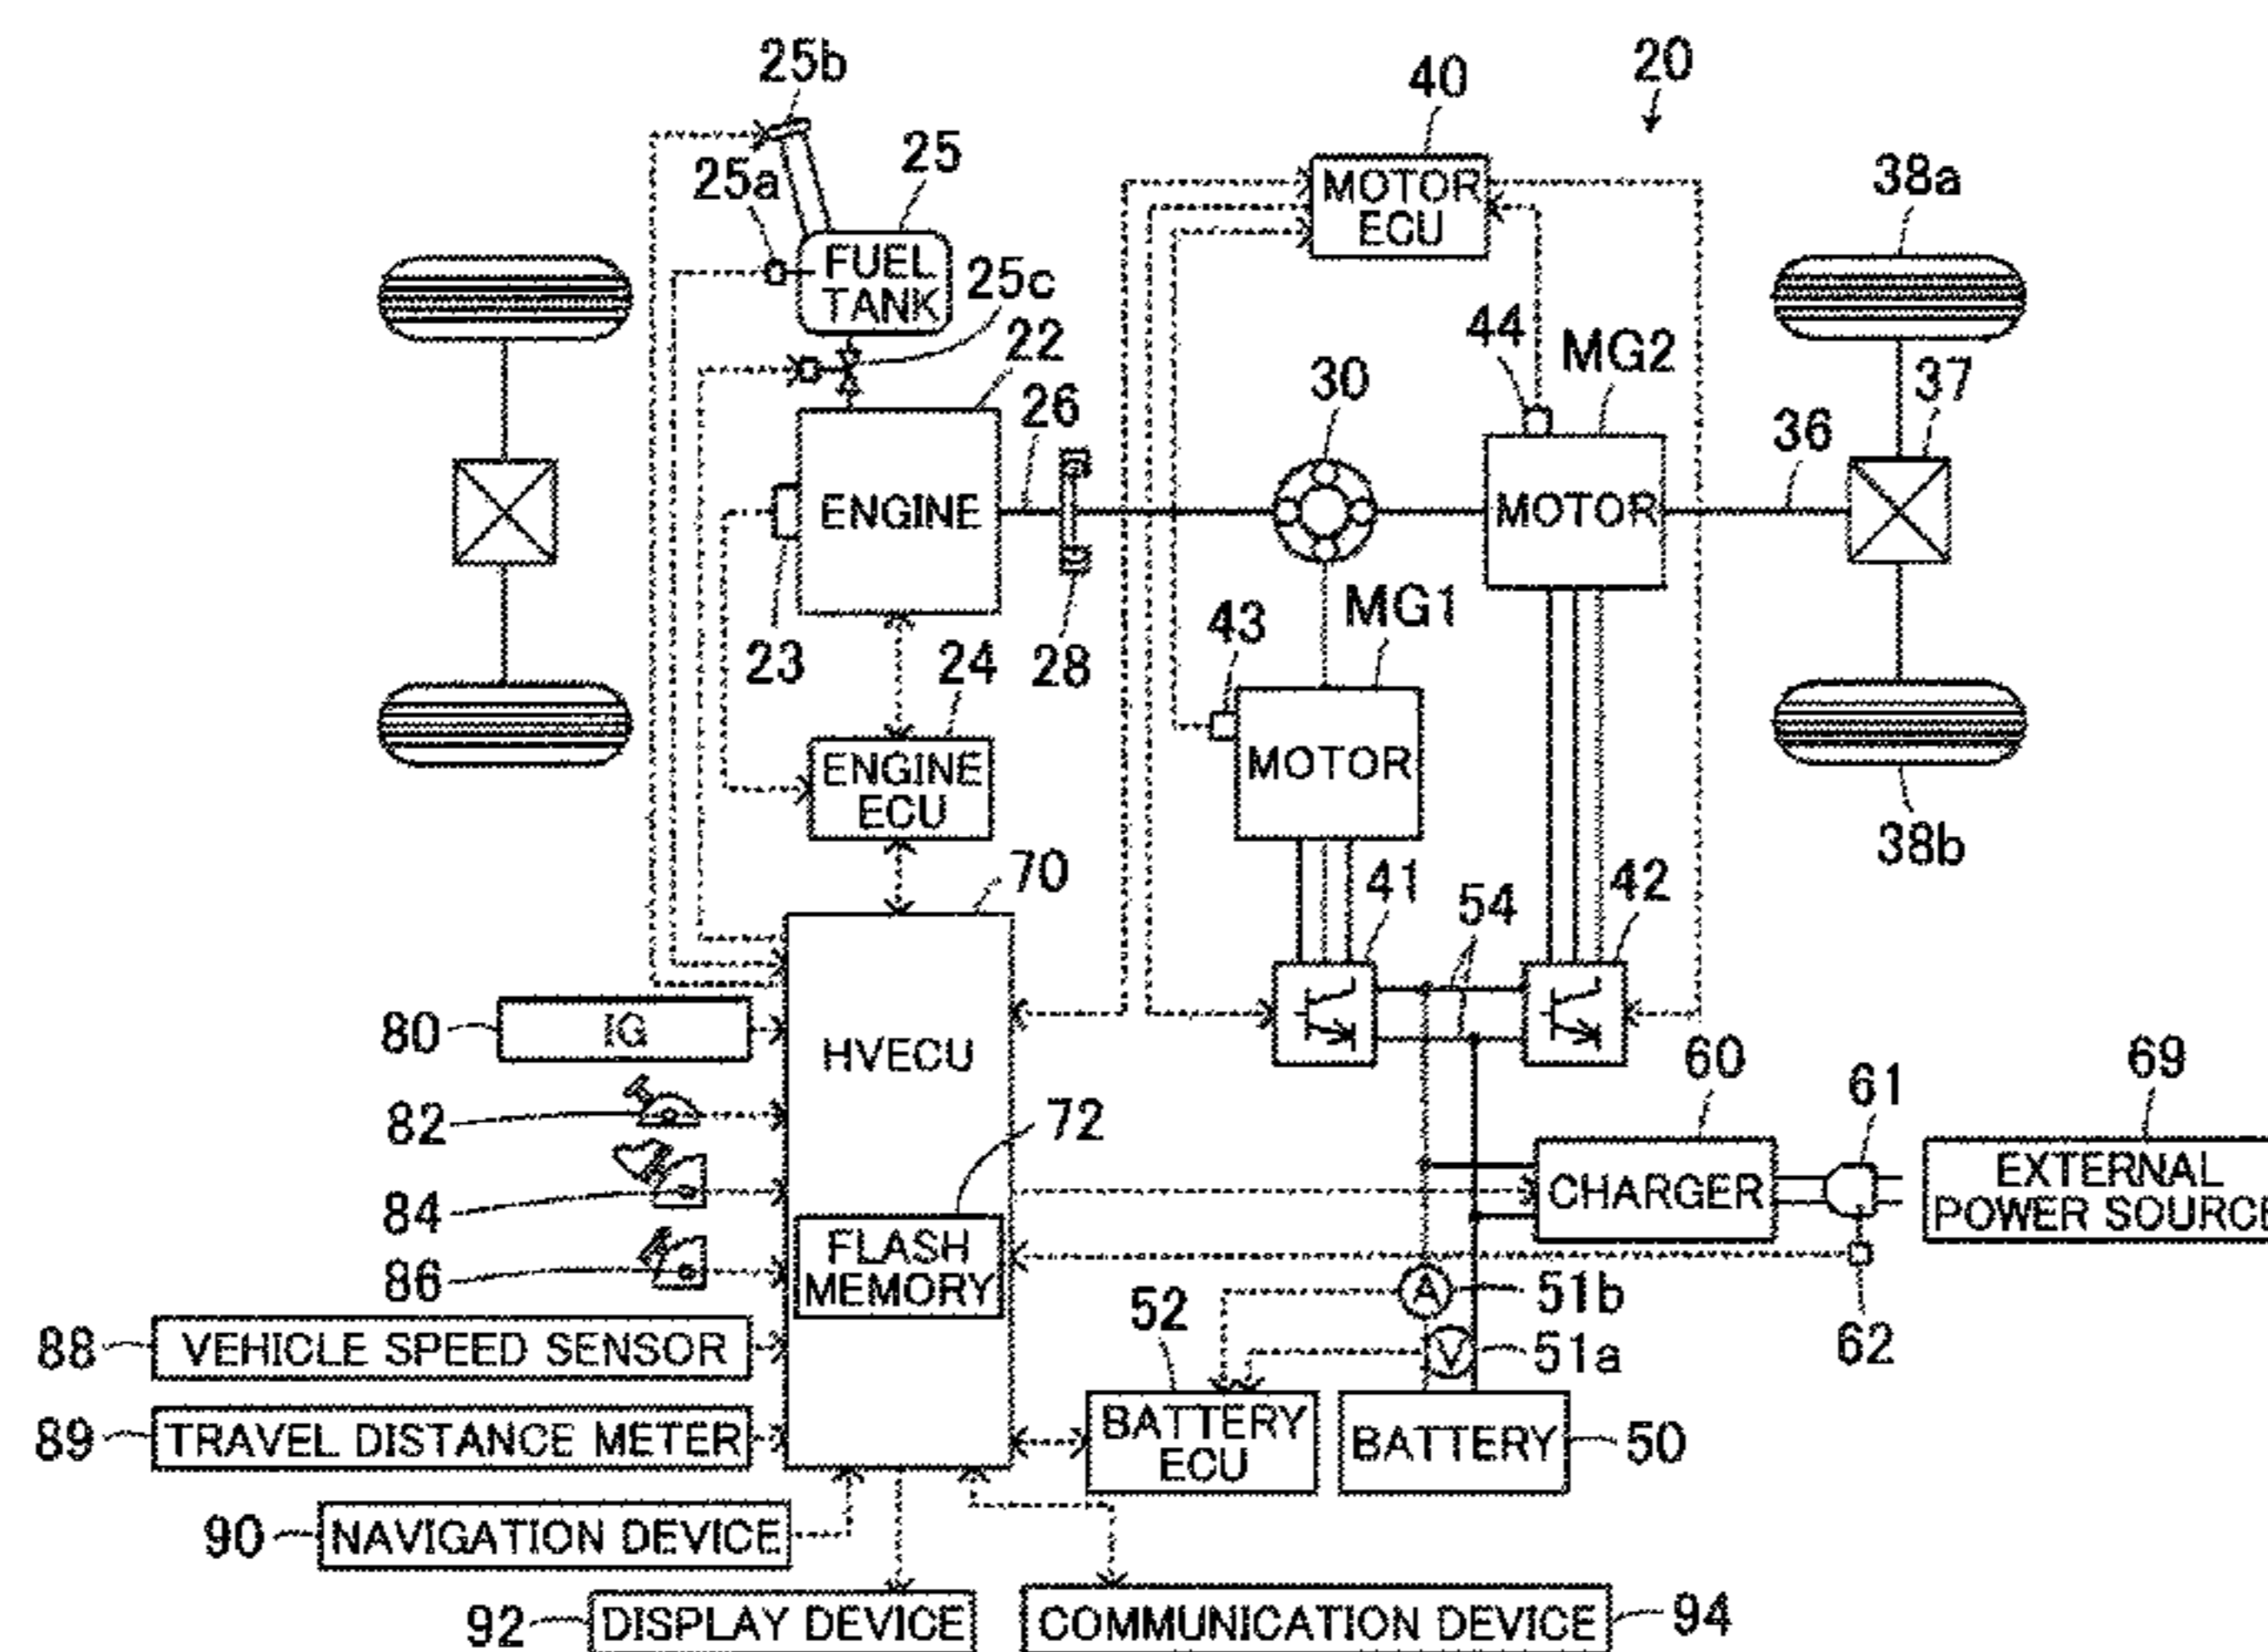 25b
40
20
25a
25
MOTOR
ECU
38a
FUEL
TANK
25c
22
44
MG2
26
30
37
36
ENGINE
MOTOR
23
24
28
43
MG1
ENGINE
ECU
MOTOR
38b
70
41
54
42
80
IG
HVECU
60
61
69
82
72
CHARGER
EXTERNAL
POWER SOURCE
84
FLASH
MEMORY
86
A
51b
52
62
88
VEHICLE SPEED SENSOR
V
51a
89
TRAVEL DISTANCE METER
BATTERY
ECU
BATTERY
50
90
NAVIGATION DEVICE
92
DISPLAY DEVICE
COMMUNICATION DEVICE
94